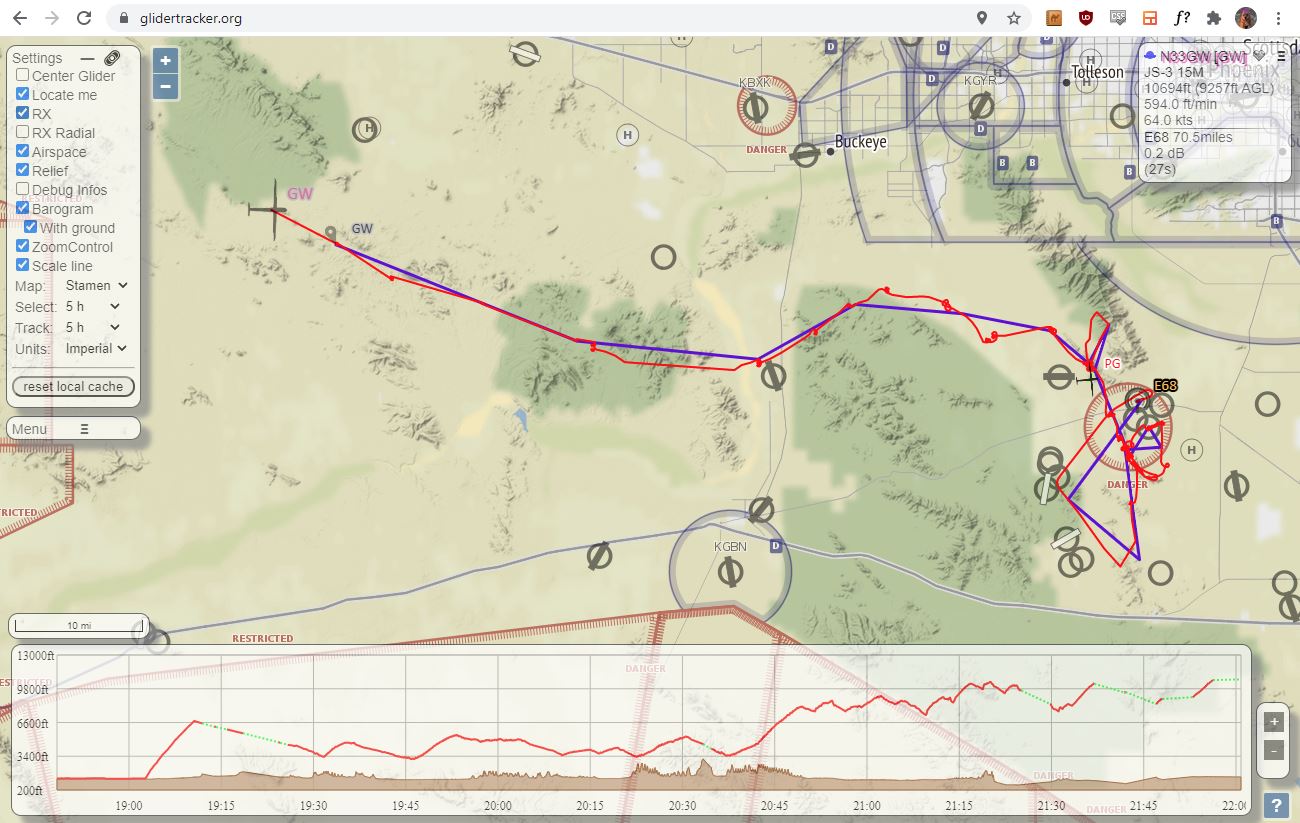 glidertracker.org
Settings
Center Glider
Locate me
RX
RX Radial
Airspace
Relief
Debug Infos
Barogram
With ground
ZoomControl
Scale line
Map: Stamen
Select: 5 h
Track: 5 h
Units: Imperial
reset local cache
Menu
+
−
N33GW [GW]
JS-3 15M
10694ft (9257ft AGL)
594.0 ft/min
64.0 kts
E68 70.5miles
0.2 dB
(27s)
Phoenix
Tolleson
KBXK
KGYR
DANGER
Buckeye
GW
GW
PG
E68
DANGER
KGBN
D
RESTRICTED
10 mi
RESTRICTED
DANGER
DANGER
DANGER
13000ft
9800ft
6600ft
3400ft
200ft
19:00 19:15 19:30 19:45 20:00 20:15 20:30 20:45 21:00 21:15 21:30 21:45
+
-
?